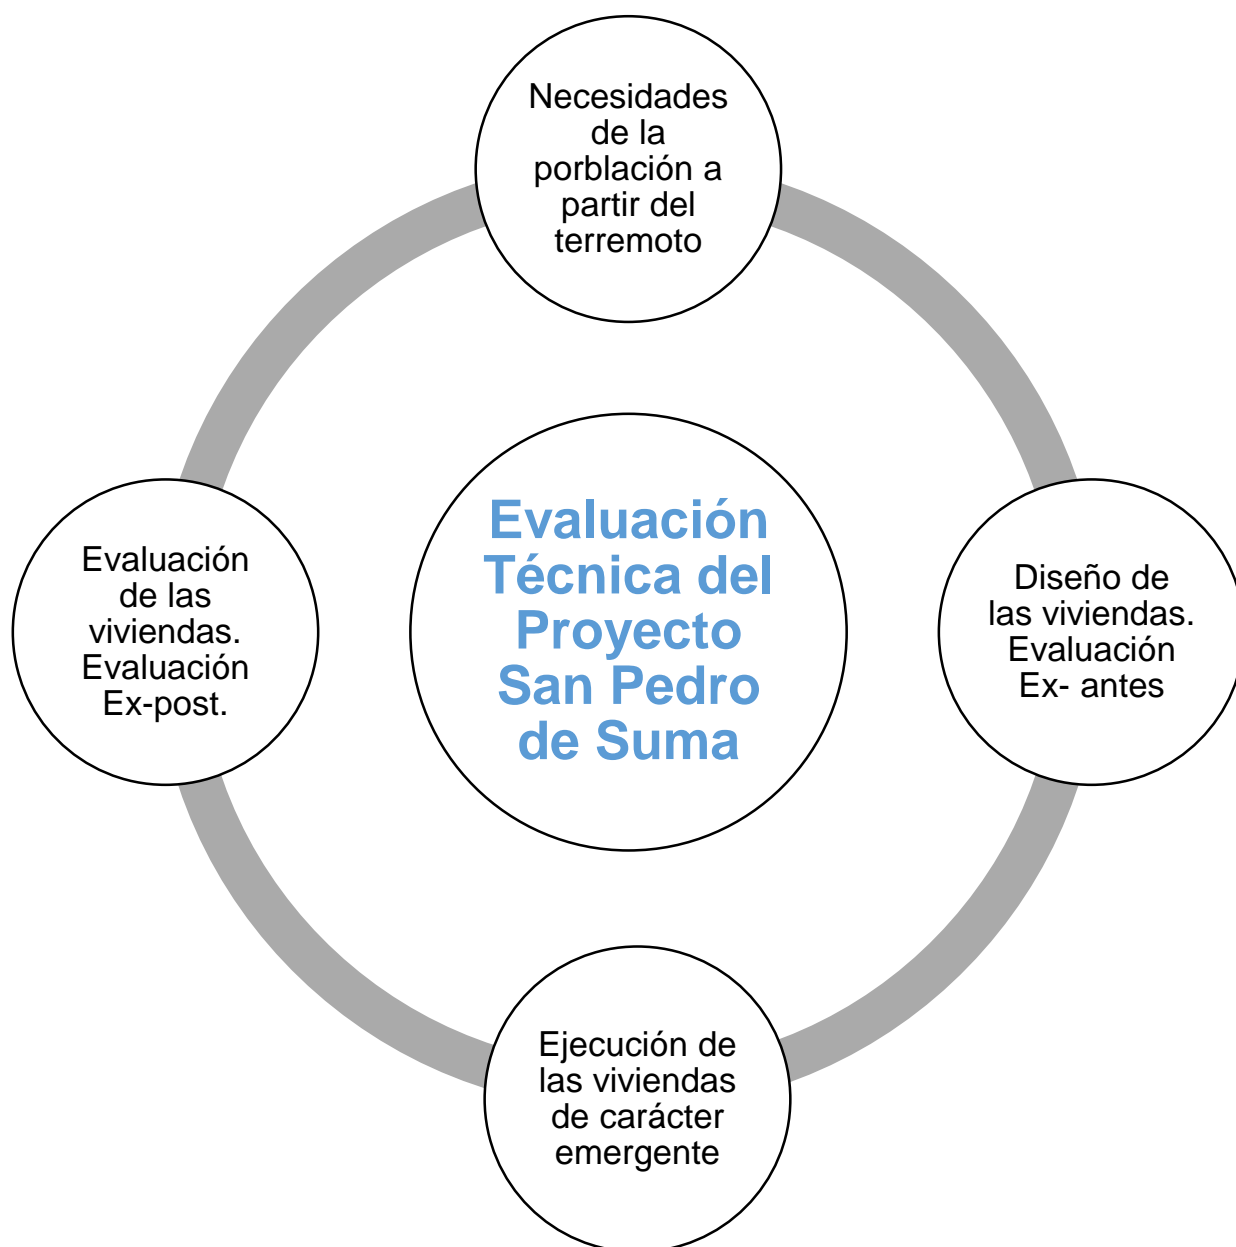 Necesidades
de la
porblación a
partir del
terremoto
Evaluación
Técnica del
Proyecto
San Pedro
de Suma
Diseño de
las viviendas.
Evaluación
Ex- antes
Ejecución de
las viviendas
de carácter
emergente
Evaluación
de las
viviendas.
Evaluación
Ex-post.